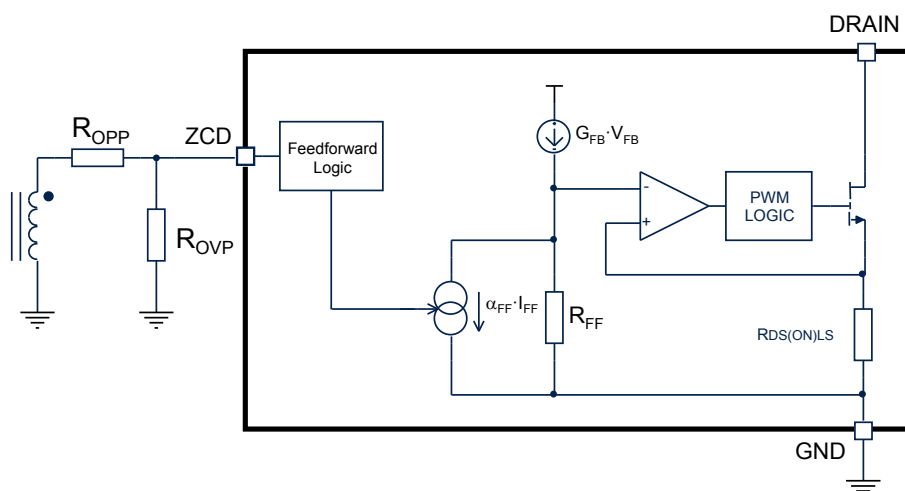 DRAIN
ROPP
ZCD
Feedforward
Logic
GFB·VFB
-
+
PWM
LOGIC
ROVP
αFF·IFF
RFF
RDS(ON)LS
GND